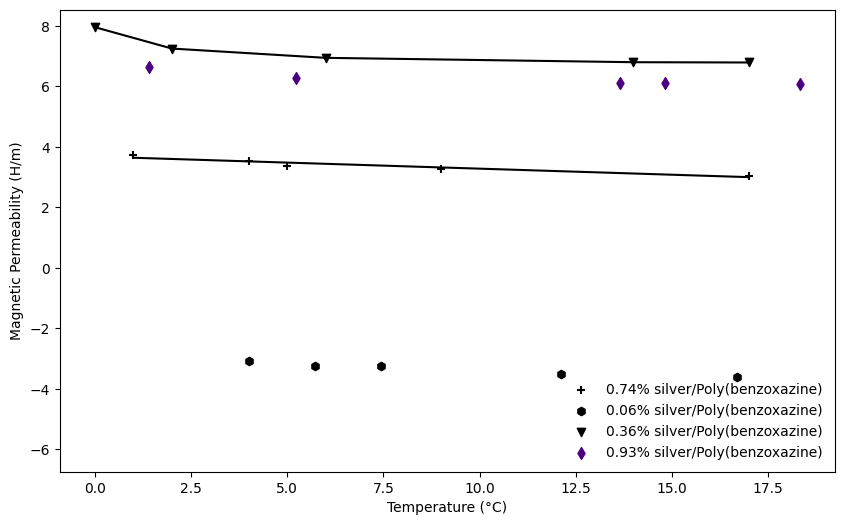 8
6
4
2
0
−2
−4
−6
Magnetic Permeability (H/m)
0.74% silver/Poly(benzoxazine)
0.06% silver/Poly(benzoxazine)
0.36% silver/Poly(benzoxazine)
0.93% silver/Poly(benzoxazine)
0.0 2.5 5.0 7.5 10.0 12.5 15.0 17.5
Temperature (°C)